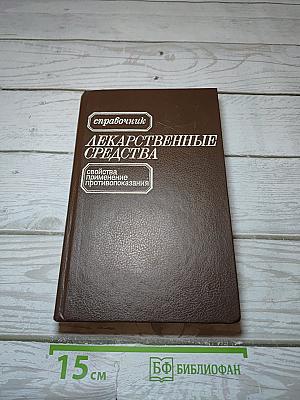 справочник
ЛЕКАРСТВЕННЫЕ
СРЕДСТВА
свойства
применение
противопоказания
15 см
БФ БИБЛИОФАН